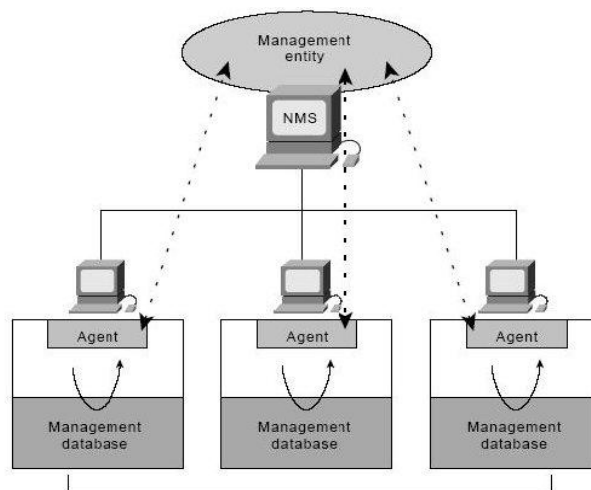 Management
entity
NMS
Agent
Agent
Agent
Management
database
Management
database
Management
database